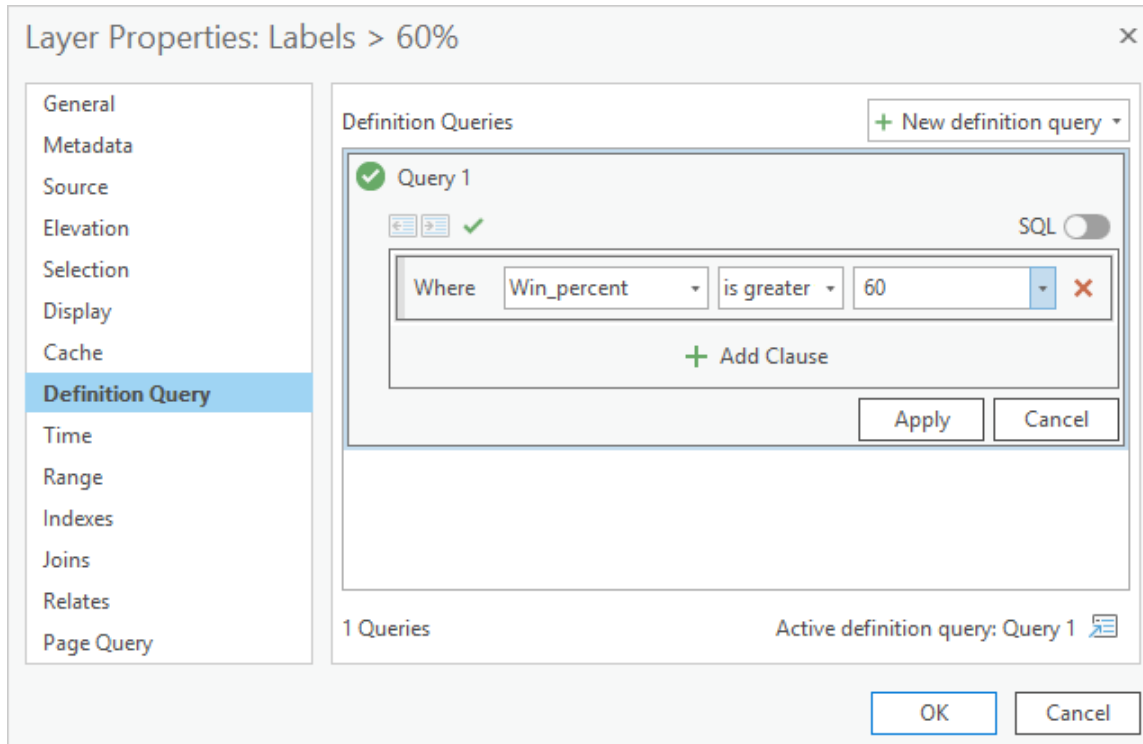 Layer Properties: Labels > 60%
General
Metadata
Source
Elevation
Selection
Display
Cache
Definition Query
Time
Range
Indexes
Joins
Relates
Page Query
Definition Queries
New definition query
Query 1
SQL
Where Win_percent is greater 60
Add Clause
Apply Cancel
1 Queries Active definition query: Query 1
OK Cancel